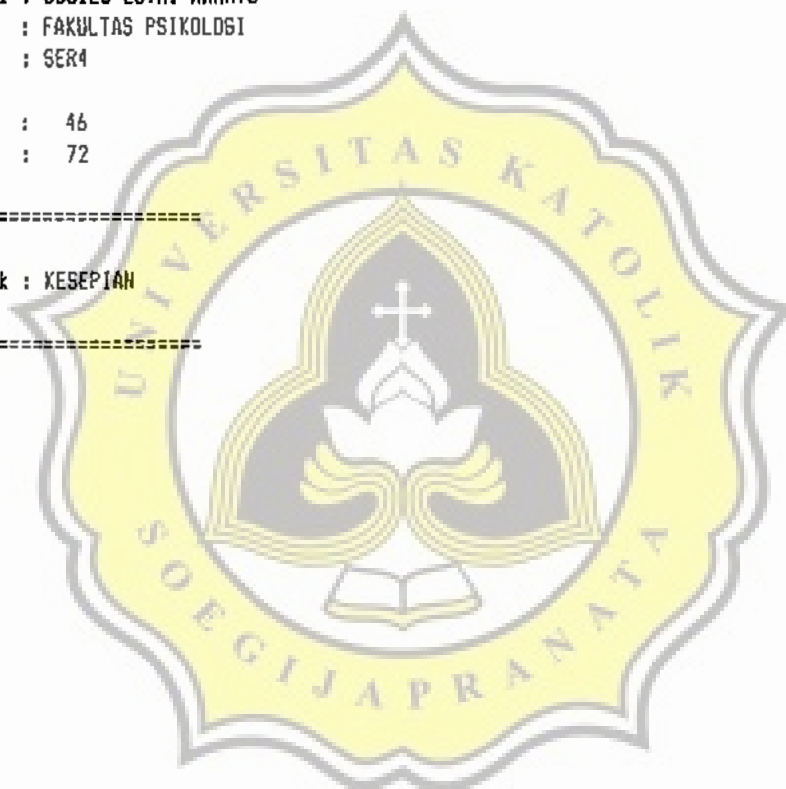 : FAKULTAS PSIKOLOGI
: SER4
: 46
: 72
====================
k : KESEPIAN
====================
UNIVERSITAS KATOLIK
SOEGIJAPRANATA